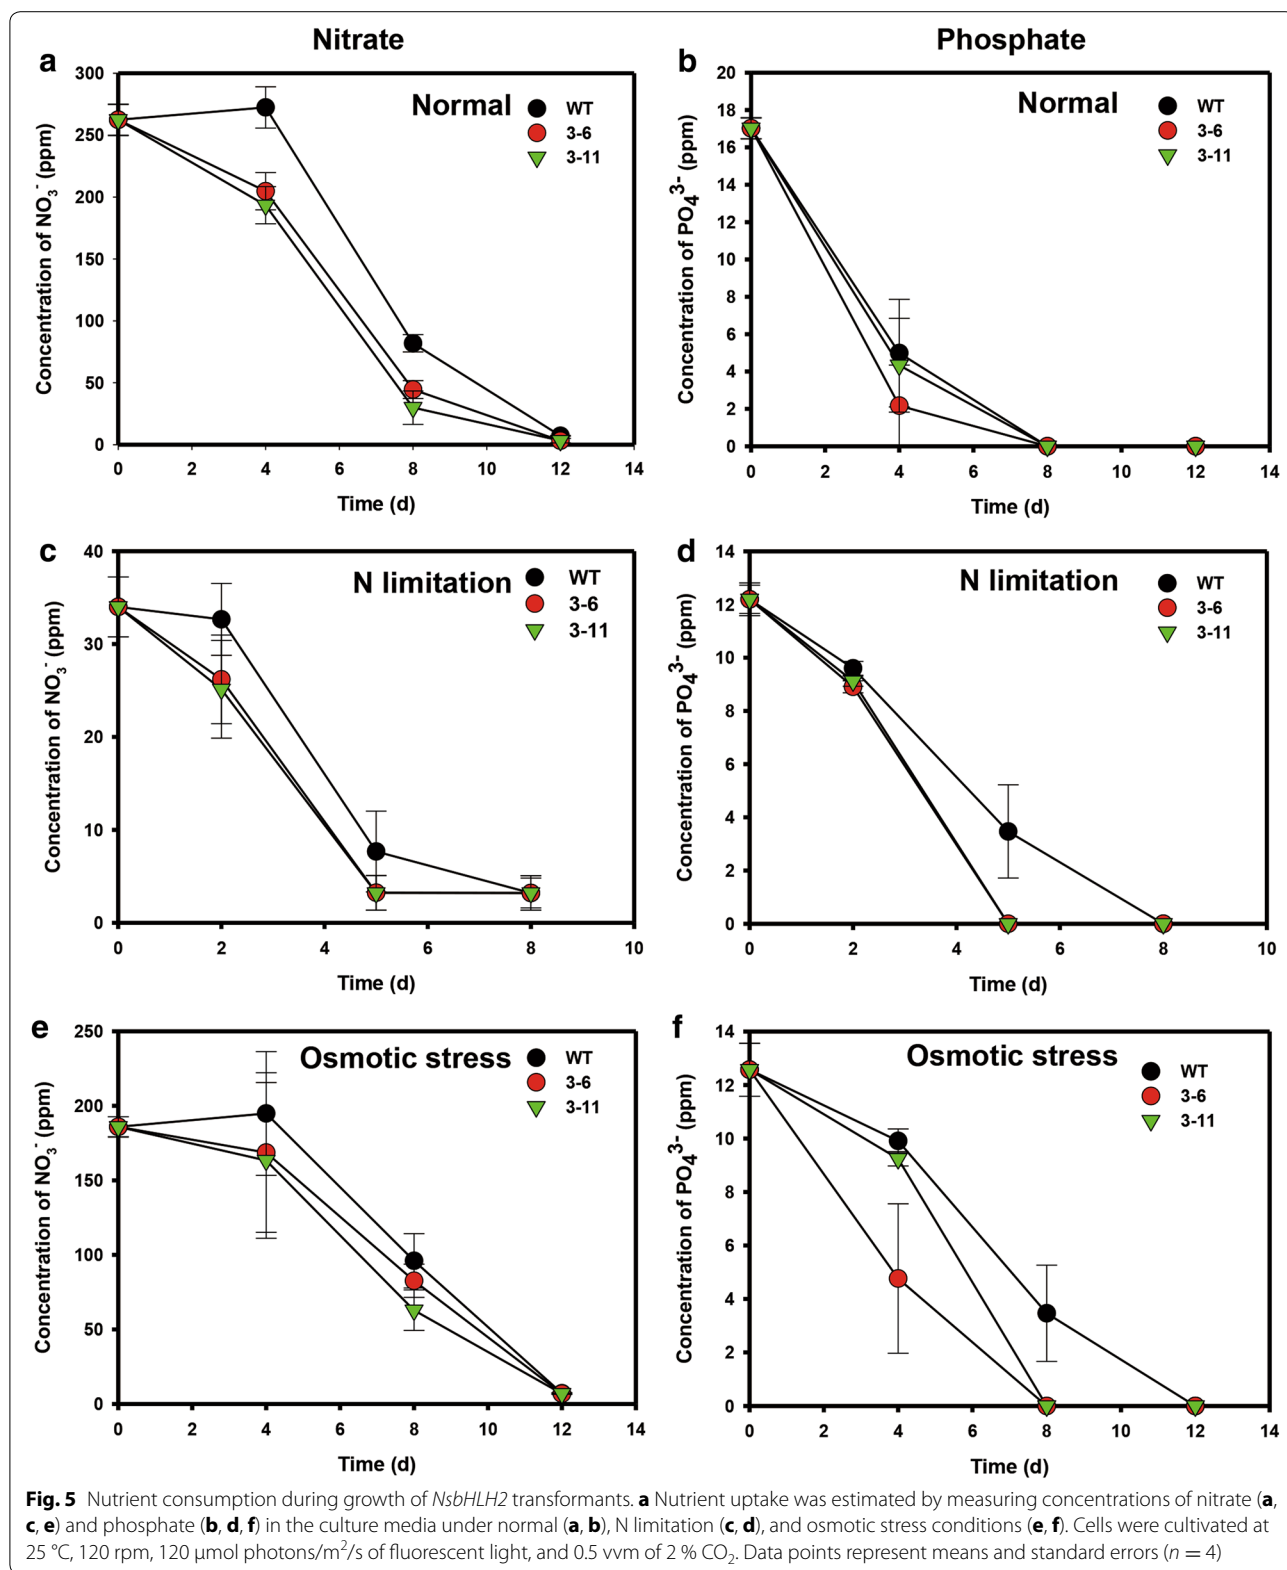 Nitrate
Phosphate
a
Normal
WT
3-6
3-11
Concentration of NO₃⁻ (ppm)
300
250
200
150
100
50
0
0 2 4 6 8 10 12 14
Time (d)
b
Normal
WT
3-6
3-11
Concentration of PO₄³⁻ (ppm)
20
18
16
14
12
10
8
6
4
2
0
0 2 4 6 8 10 12 14
Time (d)
c
N limitation
WT
3-6
3-11
Concentration of NO₃⁻ (ppm)
40
30
20
10
0
0 2 4 6 8 10
Time (d)
d
N limitation
WT
3-6
3-11
Concentration of PO₄³⁻ (ppm)
14
12
10
8
6
4
2
0
0 2 4 6 8 10
Time (d)
e
Osmotic stress
WT
3-6
3-11
Concentration of NO₃⁻ (ppm)
250
200
150
100
50
0
0 2 4 6 8 10 12 14
Time (d)
f
Osmotic stress
WT
3-6
3-11
Concentration of PO₄³⁻ (ppm)
14
12
10
8
6
4
2
0
0 2 4 6 8 10 12 14
Time (d)
Fig. 5 Nutrient consumption during growth of NsbHLH2 transformants. a Nutrient uptake was estimated by measuring concentrations of nitrate (a,
c, e) and phosphate (b, d, f) in the culture media under normal (a, b), N limitation (c, d), and osmotic stress conditions (e, f). Cells were cultivated at
25 °C, 120 rpm, 120 μmol photons/m²/s of fluorescent light, and 0.5 vvm of 2 % CO₂. Data points represent means and standard errors (n = 4)